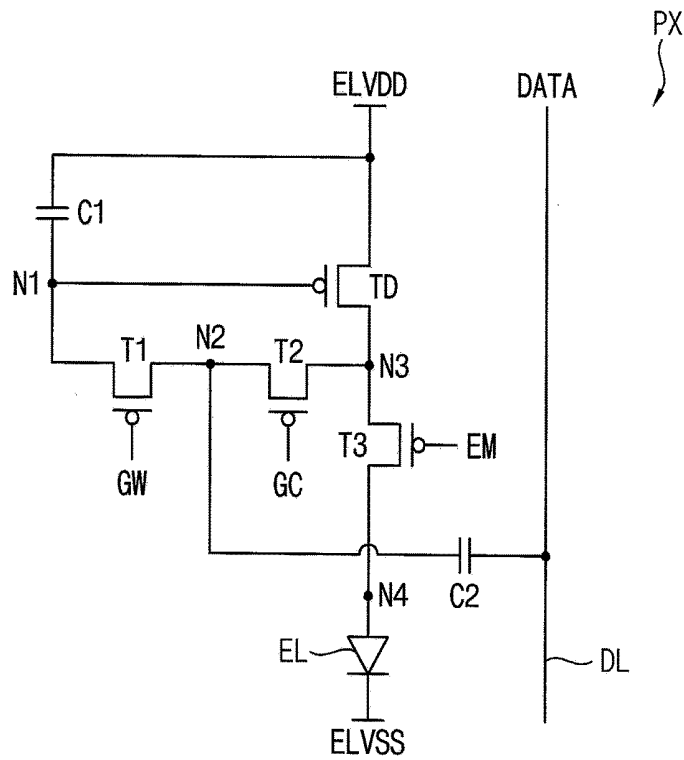 PX
ELVDD
DATA
C1
N1
TD
T1
N2
T2
N3
T3
EM
GW
GC
C2
N4
EL
DL
ELVSS